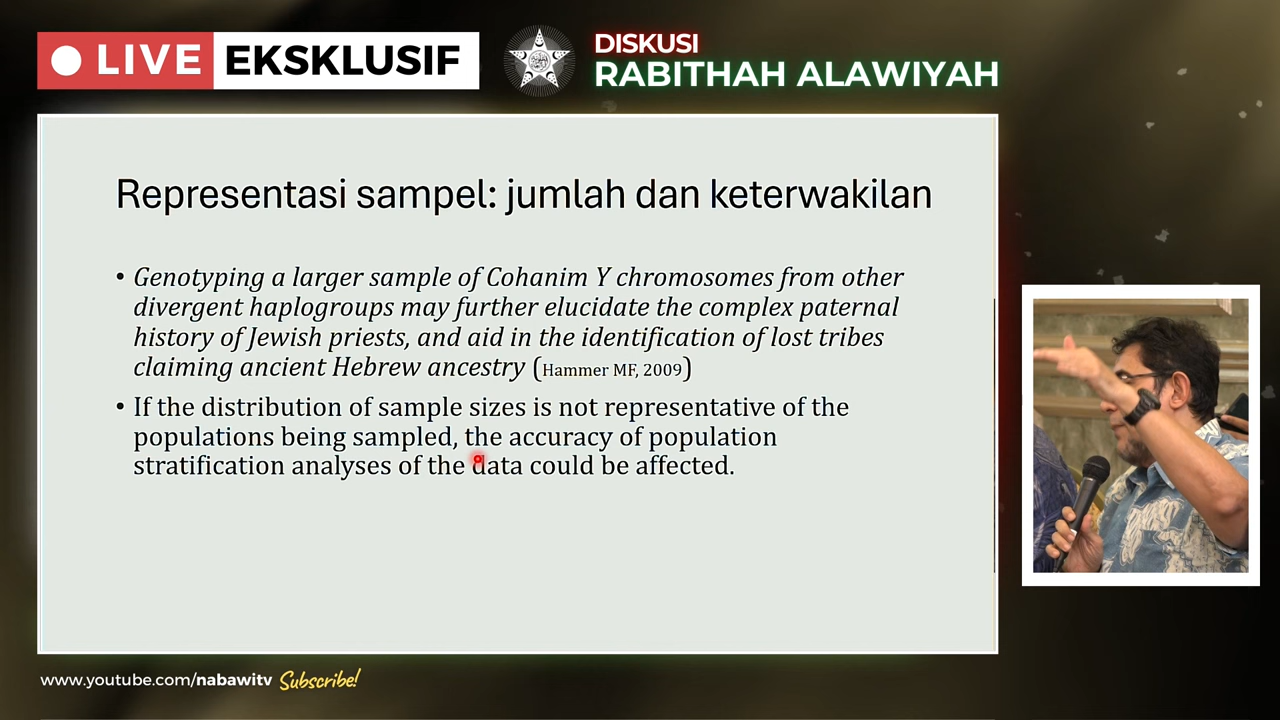 LIVE EKSKLUSIF
DISKUSI
RABITHAH ALAWIYAH
Representasi sampel: jumlah dan keterwakilan
• Genotyping a larger sample of Cohanim Y chromosomes from other
divergent haplogroups may further elucidate the complex paternal
history of Jewish priests, and aid in the identification of lost tribes
claiming ancient Hebrew ancestry (Hammer MF, 2009)
• If the distribution of sample sizes is not representative of the
populations being sampled, the accuracy of population
stratification analyses of the data could be affected.
www.youtube.com/nabawitv Subscribe!